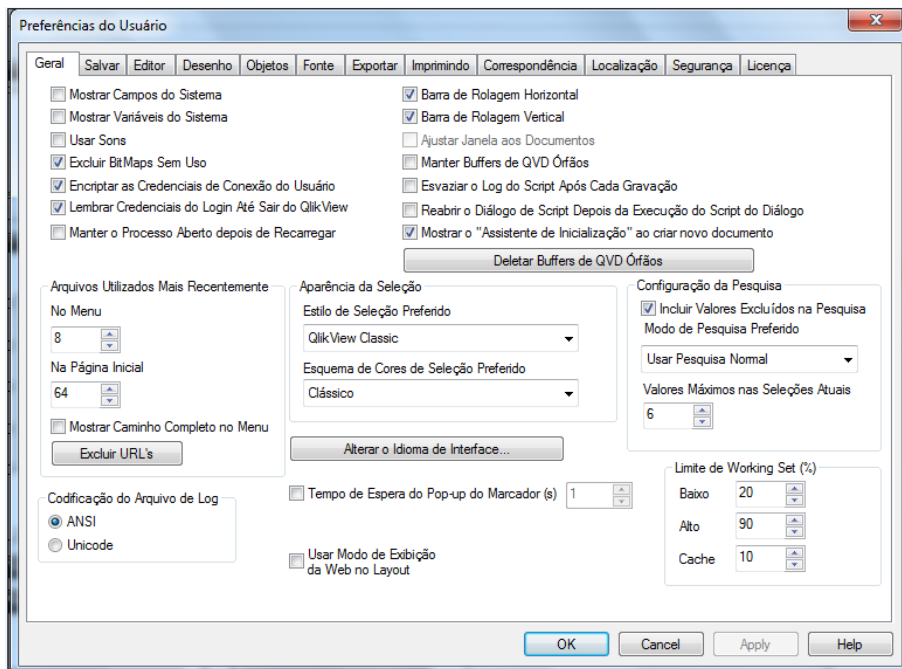 Preferências do Usuário
Geral Salvar Editor Desenho Objetos Fonte Exportar Imprimindo Correspondência Localização Segurança Licença
Mostrar Campos do Sistema
Mostrar Variáveis do Sistema
Usar Sons
Excluir BitMaps Sem Uso
Encriptar as Credenciais de Conexão do Usuário
Lembrar Credenciais do Login Até Sair do QlikView
Manter o Processo Aberto depois de Recarregar
Barra de Rolagem Horizontal
Barra de Rolagem Vertical
Ajustar Janela aos Documentos
Manter Buffers de QVD Órfãos
Esvaziar o Log do Script Após Cada Gravação
Reabrir o Diálogo de Script Depois da Execução do Script do Diálogo
Mostrar o "Assistente de Inicialização" ao criar novo documento
Deletar Buffers de QVD Órfãos
Arquivos Utilizados Mais Recentemente
No Menu
8
Na Página Inicial
64
Mostrar Caminho Completo no Menu
Excluir URL's
Aparência da Seleção
Estilo de Seleção Preferido
QlikView Classic
Esquema de Cores de Seleção Preferido
Clássico
Alterar o Idioma de Interface...
Configuração da Pesquisa
Incluir Valores Excluídos na Pesquisa
Modo de Pesquisa Preferido
Usar Pesquisa Normal
Valores Máximos nas Seleções Atuais
6
Codificação do Arquivo de Log
ANSI
Unicode
Tempo de Espera do Pop-up do Marcador (s) 1
Usar Modo de Exibição
da Web no Layout
Limite de Working Set (%)
Baixo 20
Alto 90
Cache 10
OK Cancel Apply Help